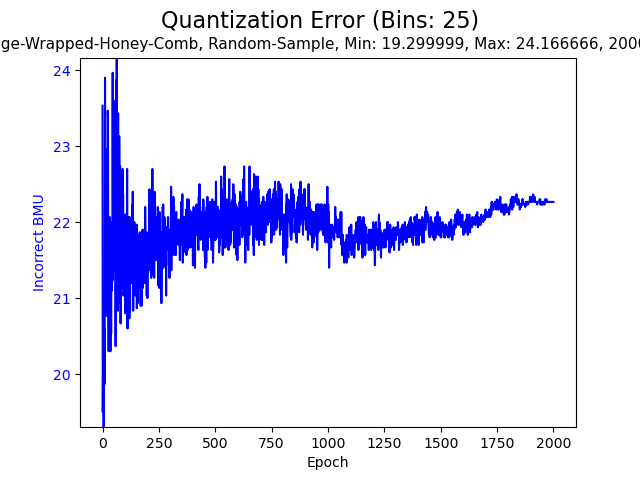 Quantization Error (Bins: 25)
ge-Wrapped-Honey-Comb, Random-Sample, Min: 19.299999, Max: 24.166666, 200
24
23
22
21
20
Incorrect BMU
0 250 500 750 1000 1250 1500 1750 2000
Epoch